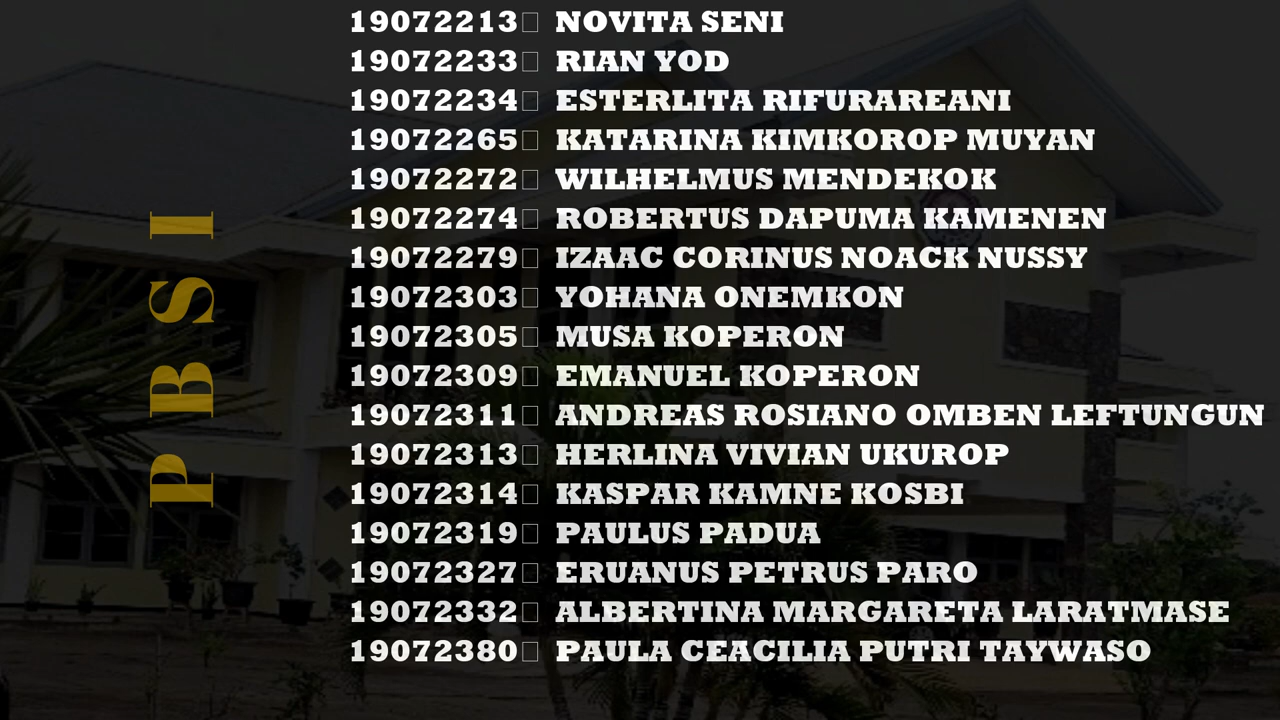 PBSI
19072213 NOVITA SENI
19072233 RIAN YOD
19072234 ESTERLITA RIFURAREANI
19072265 KATARINA KIMKOROP MUYAN
19072272 WILHELMUS MENDEKOK
19072274 ROBERTUS DAPUMA KAMENEN
19072279 IZAAC CORINUS NOACK NUSSY
19072303 YOHANA ONEMKON
19072305 MUSA KOPERON
19072309 EMANUEL KOPERON
19072311 ANDREAS ROSIANO OMBEN LEFTUNGUN
19072313 HERLINA VIVIAN UKUROP
19072314 KASPAR KAMNE KOSBI
19072319 PAULUS PADUA
19072327 ERUANUS PETRUS PARO
19072332 ALBERTINA MARGARETA LARATMASE
19072380 PAULA CEACILIA PUTRI TAYWASO